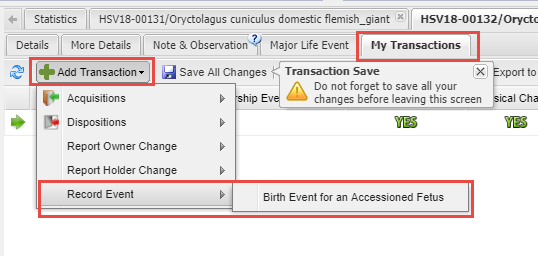 Statistics
HSV18-00131/Oryctolagus cuniculus domestic flemish_giant
HSV18-00132/Orycto
Details
More Details
Note & Observation
?
Major Life Event
My Transactions
Add Transaction
Save All Changes
Transaction Save
Do not forget to save all your
changes before leaving this screen
Export to
Acquisitions
Dispositions
Report Owner Change
Report Holder Change
Record Event
Birth Event for an Accessioned Fetus
rship Eve
sical Cha
YES
YES